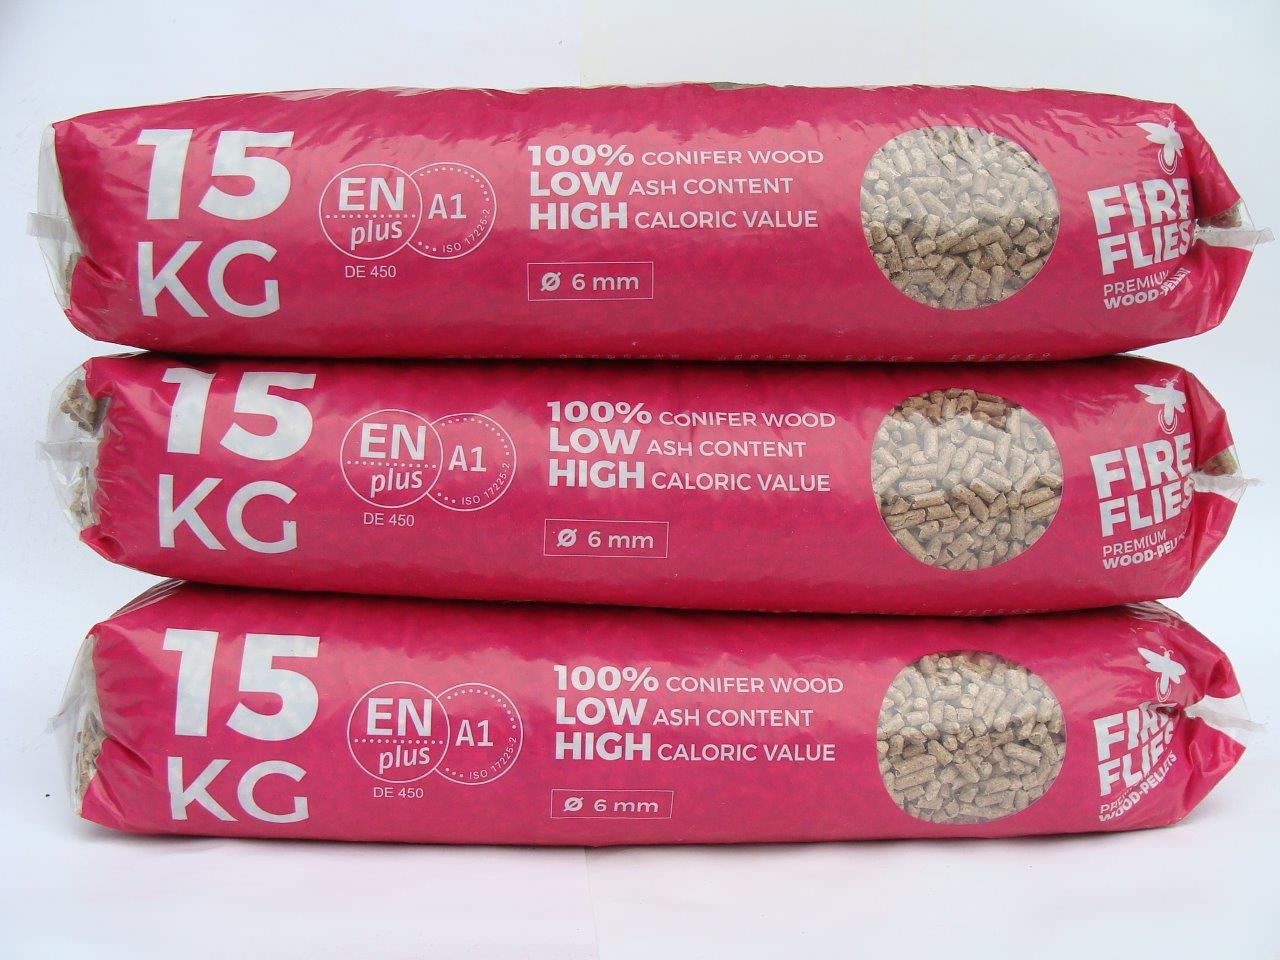 15
KG
EN
plus
A1
ISO 17225-2
DE 450
100% CONIFER WOOD
LOW ASH CONTENT
HIGH CALORIC VALUE
Ø 6 mm
FIRE
FLIES
PREMIUM
WOOD-PELLETS
15
KG
EN
plus
A1
ISO 17225-2
DE 450
100% CONIFER WOOD
LOW ASH CONTENT
HIGH CALORIC VALUE
Ø 6 mm
FIRE
FLIES
PREMIUM
WOOD-PELL
15
KG
EN
plus
A1
ISO 17225-2
DE 450
100% CONIFER WOOD
LOW ASH CONTENT
HIGH CALORIC VALUE
Ø 6 mm
FIRE
FLIES
WOOD-PELLETS